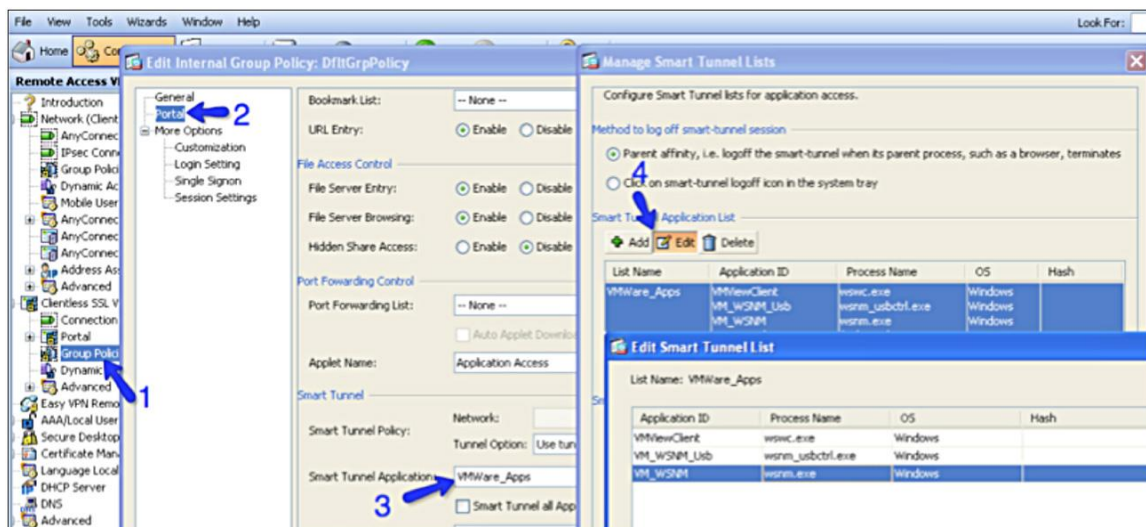 File View Tools Wizards Window Help
Look For:
Home
Remote Access
Introduction
Network (Client
AnyConnec
IPsec Conn
Group Polici
Dynamic Ac
Mobile User
AnyConnec
AnyConnec
AnyConnec
Address As
Advanced
Clientless SSL V
Connection
Portal
Group Polici
Dynamic
Advanced
Easy VPN Remo
AAA/Local User
Secure Desktop
Certificate Man
Language Local
DHCP Server
DNS
Advanced
1
Edit Internal Group Policy: DfltGrpPolicy
General
Portal
2
More Options
Customization
Login Setting
Single Signon
Session Settings
Bookmark List: -- None --
URL Entry: Enable Disable
File Access Control
File Server Entry: Enable Disable
File Server Browsing: Enable Disable
Hidden Share Access: Enable Disable
Port Forwarding Control
Port Forwarding List: -- None --
Auto Applet Downlo
Applet Name: Application Access
Smart Tunnel
Smart Tunnel Policy:
Network:
Tunnel Option: Use tun
Smart Tunnel Application: VMWare_Apps
3
Smart Tunnel all App
Manage Smart Tunnel Lists
Configure Smart Tunnel lists for application access.
Method to log off smart-tunnel session
Parent affinity, i.e. logoff the smart-tunnel when its parent process, such as a browser, terminates
4
Click on smart-tunnel logoff icon in the system tray
Smart Tunnel Application List
Add Edit Delete
List Name Application ID Process Name OS Hash
VMWare_Apps VMViewClient wswc.exe Windows
VM_WSNM_Usb wsnm_usbctrl.exe Windows
VM_WSNM wsnm.exe Windows
Edit Smart Tunnel List
List Name: VMWare_Apps
Application ID Process Name OS Hash
VMViewClient wswc.exe Windows
VM_WSNM_Usb wsnm_usbctrl.exe Windows
VM_WSNM wsnm.exe Windows